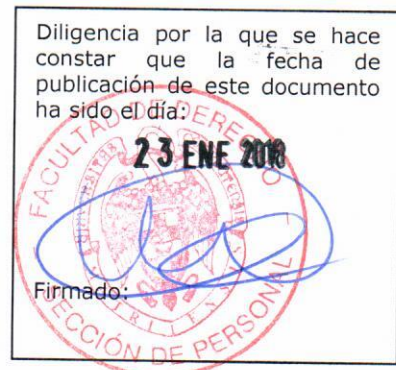 Diligencia por la que se hace
constar que la fecha de
publicación de este documento
ha sido el día:
23 ENE 2018
FACULTAD DE DERECHO
Firmado:
SECCIÓN DE PERSONAL